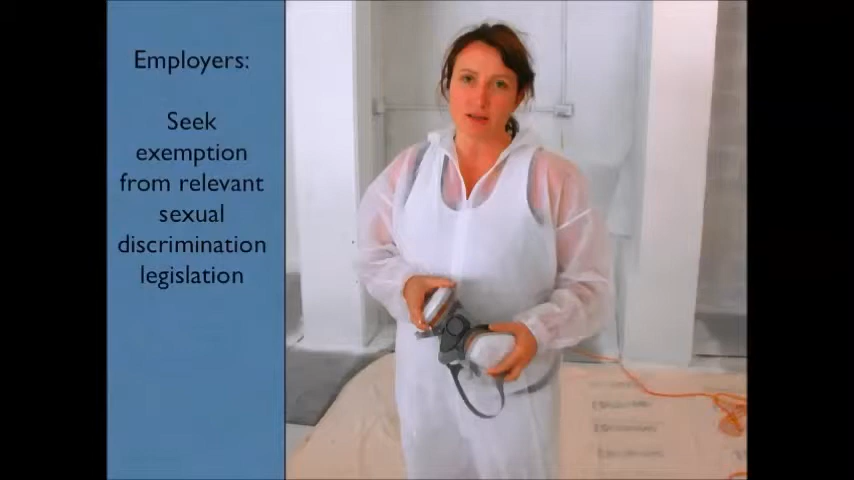 Employers:
Seek
exemption
from relevant
sexual
discrimination
legislation